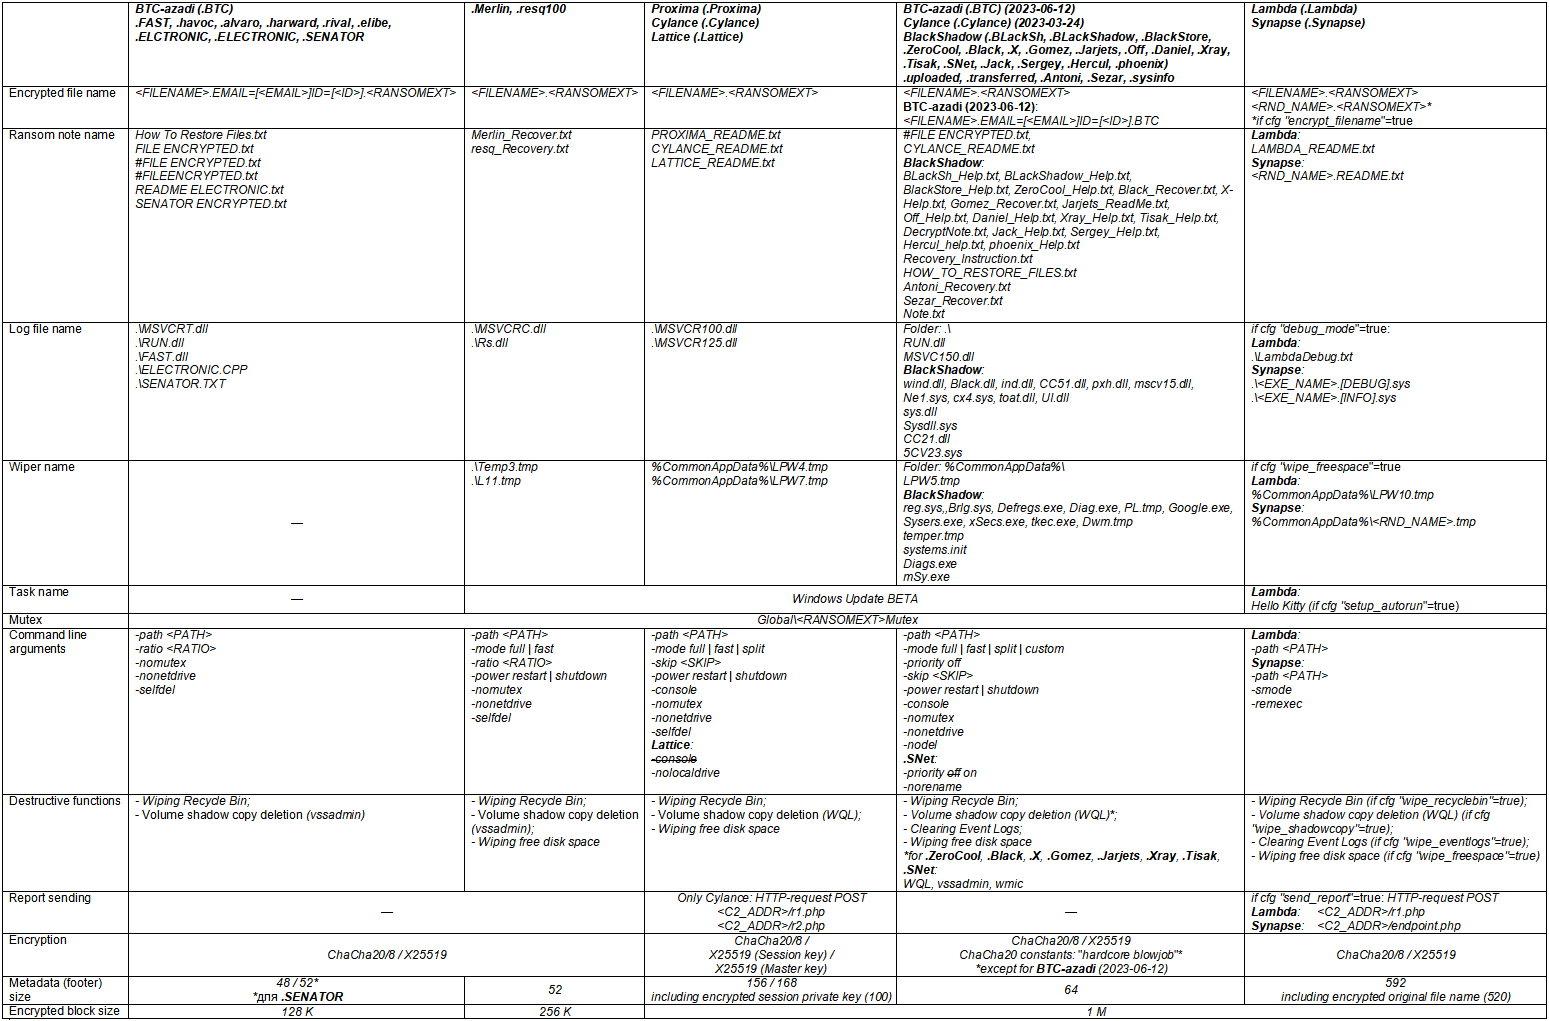 BTC-azadi (.BTC)
.FAST, .havoc, .alvaro, .harward, .rival, .elibe,
.ELCTRONIC, .ELECTRONIC, .SENATOR
.Merlin, .resq100
Proxima (.Proxima)
Cylance (.Cylance)
Lattice (.Lattice)
BTC-azadi (.BTC) (2023-06-12)
Cylance (.Cylance) (2023-03-24)
BlackShadow (.BLackSh, .BLackShadow, .BlackStore,
.ZeroCool, .Black, .X, .Gomez, .Jarjets, .Off, .Daniel, .Xray,
.Tisak, .SNet, .Jack, .Sergey, .Hercul, .phoenix)
.uploaded, .transferred, .Antoni, .Sezar, .sysinfo
Lambda (.Lambda)
Synapse (.Synapse)
Encrypted file name
<FILENAME>.EMAIL=[<EMAIL>]ID=[<ID>].<RANSOMEXT>
<FILENAME>.<RANSOMEXT>
<FILENAME>.<RANSOMEXT>
<FILENAME>.<RANSOMEXT>
BTC-azadi (2023-06-12):
<FILENAME>.EMAIL=[<EMAIL>]ID=[<ID>].BTC
<FILENAME>.<RANSOMEXT>
<RND_NAME>.<RANSOMEXT>*
*if cfg "encrypt_filename"=true
Ransom note name
How To Restore Files.txt
FILE ENCRYPTED.txt
#FILE ENCRYPTED.txt
#FILEENCRYPTED.txt
README ELECTRONIC.txt
SENATOR ENCRYPTED.txt
Merlin_Recover.txt
resq_Recovery.txt
PROXIMA_README.txt
CYLANCE_README.txt
LATTICE_README.txt
#FILE ENCRYPTED.txt,
CYLANCE_README.txt
BlackShadow:
BLackSh_Help.txt, BLackShadow_Help.txt,
BlackStore_Help.txt, ZeroCool_Help.txt, Black_Recover.txt, X-
Help.txt, Gomez_Recover.txt, Jarjets_ReadMe.txt,
Off_Help.txt, Daniel_Help.txt, Xray_Help.txt, Tisak_Help.txt,
DecryptNote.txt, Jack_Help.txt, Sergey_Help.txt,
Hercul_help.txt, phoenix_Help.txt
Recovery_Instruction.txt
HOW_TO_RESTORE_FILES.txt
Antoni_Recovery.txt
Sezar_Recover.txt
Note.txt
Lambda:
LAMBDA_README.txt
Synapse:
<RND_NAME>.README.txt
Log file name
.\MSVCRT.dll
.\RUN.dll
.\FAST.dll
.\ELECTRONIC.CPP
.\SENATOR.TXT
.\MSVCRC.dll
.\Rs.dll
.\MSVCR100.dll
.\MSVCR125.dll
Folder: .\
RUN.dll
MSVC150.dll
BlackShadow:
wind.dll, Black.dll, ind.dll, CC51.dll, pxh.dll, mscv15.dll,
Ne1.sys, cx4.sys, toat.dll, UI.dll
sys.dll
Sysdll.sys
CC21.dll
5CV23.sys
if cfg "debug_mode"=true:
Lambda:
.\LambdaDebug.txt
Synapse:
.\<EXE_NAME>.[DEBUG].sys
.\<EXE_NAME>.[INFO].sys
Wiper name
—
.\Temp3.tmp
.\L11.tmp
%CommonAppData%\LPW4.tmp
%CommonAppData%\LPW7.tmp
Folder: %CommonAppData%\
LPW5.tmp
BlackShadow:
reg.sys,,Brlg.sys, Defregs.exe, Diag.exe, PL.tmp, Google.exe,
Sysers.exe, xSecs.exe, tkec.exe, Dwm.tmp
temper.tmp
systems.init
Diags.exe
mSy.exe
if cfg "wipe_freespace"=true
Lambda:
%CommonAppData%\LPW10.tmp
Synapse:
%CommonAppData%\<RND_NAME>.tmp
Task name
—
Windows Update BETA
Lambda:
Hello Kitty (if cfg "setup_autorun"=true)
Mutex
Global\<RANSOMEXT>Mutex
Command line
arguments
-path <PATH>
-ratio <RATIO>
-nomutex
-nonetdrive
-selfdel
-path <PATH>
-mode full | fast
-ratio <RATIO>
-power restart | shutdown
-nomutex
-nonetdrive
-selfdel
-path <PATH>
-mode full | fast | split
-skip <SKIP>
-power restart | shutdown
-console
-nomutex
-nonetdrive
-selfdel
Lattice:
-console
-nolocaldrive
-path <PATH>
-mode full | fast | split | custom
-priority off
-skip <SKIP>
-power restart | shutdown
-console
-nomutex
-nonetdrive
-nodel
.SNet:
-priority off on
-norename
Lambda:
-path <PATH>
Synapse:
-path <PATH>
-smode
-remexec
Destructive functions
- Wiping Recycle Bin;
- Volume shadow copy deletion (vssadmin)
- Wiping Recycle Bin;
- Volume shadow copy deletion
(vssadmin);
- Wiping free disk space
- Wiping Recycle Bin;
- Volume shadow copy deletion (WQL);
- Wiping free disk space
- Wiping Recycle Bin;
- Volume shadow copy deletion (WQL)*;
- Clearing Event Logs;
- Wiping free disk space
*for .ZeroCool, .Black, .X, .Gomez, .Jarjets, .Xray, .Tisak,
.SNet:
WQL, vssadmin, wmic
- Wiping Recycle Bin (if cfg "wipe_recyclebin"=true);
- Volume shadow copy deletion (WQL) (if cfg
"wipe_shadowcopy"=true);
- Clearing Event Logs (if cfg "wipe_eventlogs"=true);
- Wiping free disk space (if cfg "wipe_freespace"=true)
Report sending
—
Only Cylance: HTTP-request POST
<C2_ADDR>/r1.php
<C2_ADDR>/r2.php
—
if cfg "send_report"=true: HTTP-request POST
Lambda: <C2_ADDR>/r1.php
Synapse: <C2_ADDR>/endpoint.php
Encryption
ChaCha20/8 / X25519
ChaCha20/8 /
X25519 (Session key) /
X25519 (Master key)
ChaCha20/8 / X25519
ChaCha20 constants: "hardcore blowjob"*
*except for BTC-azadi (2023-06-12)
ChaCha20/8 / X25519
Metadata (footer)
size
48 / 52*
*для .SENATOR
52
156 / 168
including encrypted session private key (100)
64
592
including encrypted original file name (520)
Encrypted block size
128 K
256 K
1 M